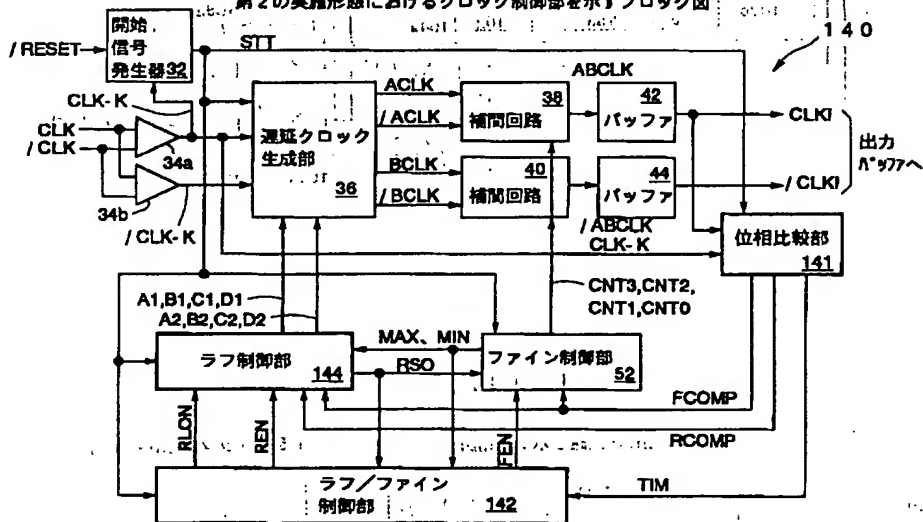 第2の実施形態におけるクロック制御部を示すブロック図
140
開始
信号
発生器32
/RESET
STT
CLK-K
CLK
/CLK
34a
34b
/CLK-K
遅延クロック
生成部
36
ACLK
/ACLK
BCLK
/BCLK
38
補間回路
40
補間回路
ABCLK
42
バッファ
44
バッファ
/ABCLK
CLK-K
CLKI
/CLKI
出力
バッファへ
位相比較部
141
A1,B1,C1,D1
A2,B2,C2,D2
CNT3,CNT2,
CNT1,CNT0
MAX、MIN
RSO
ラフ制御部
144
ファイン制御部
52
FCOMP
RCOMP
RLON
REN
FEN
TIM
ラフ/ファイン
制御部
142